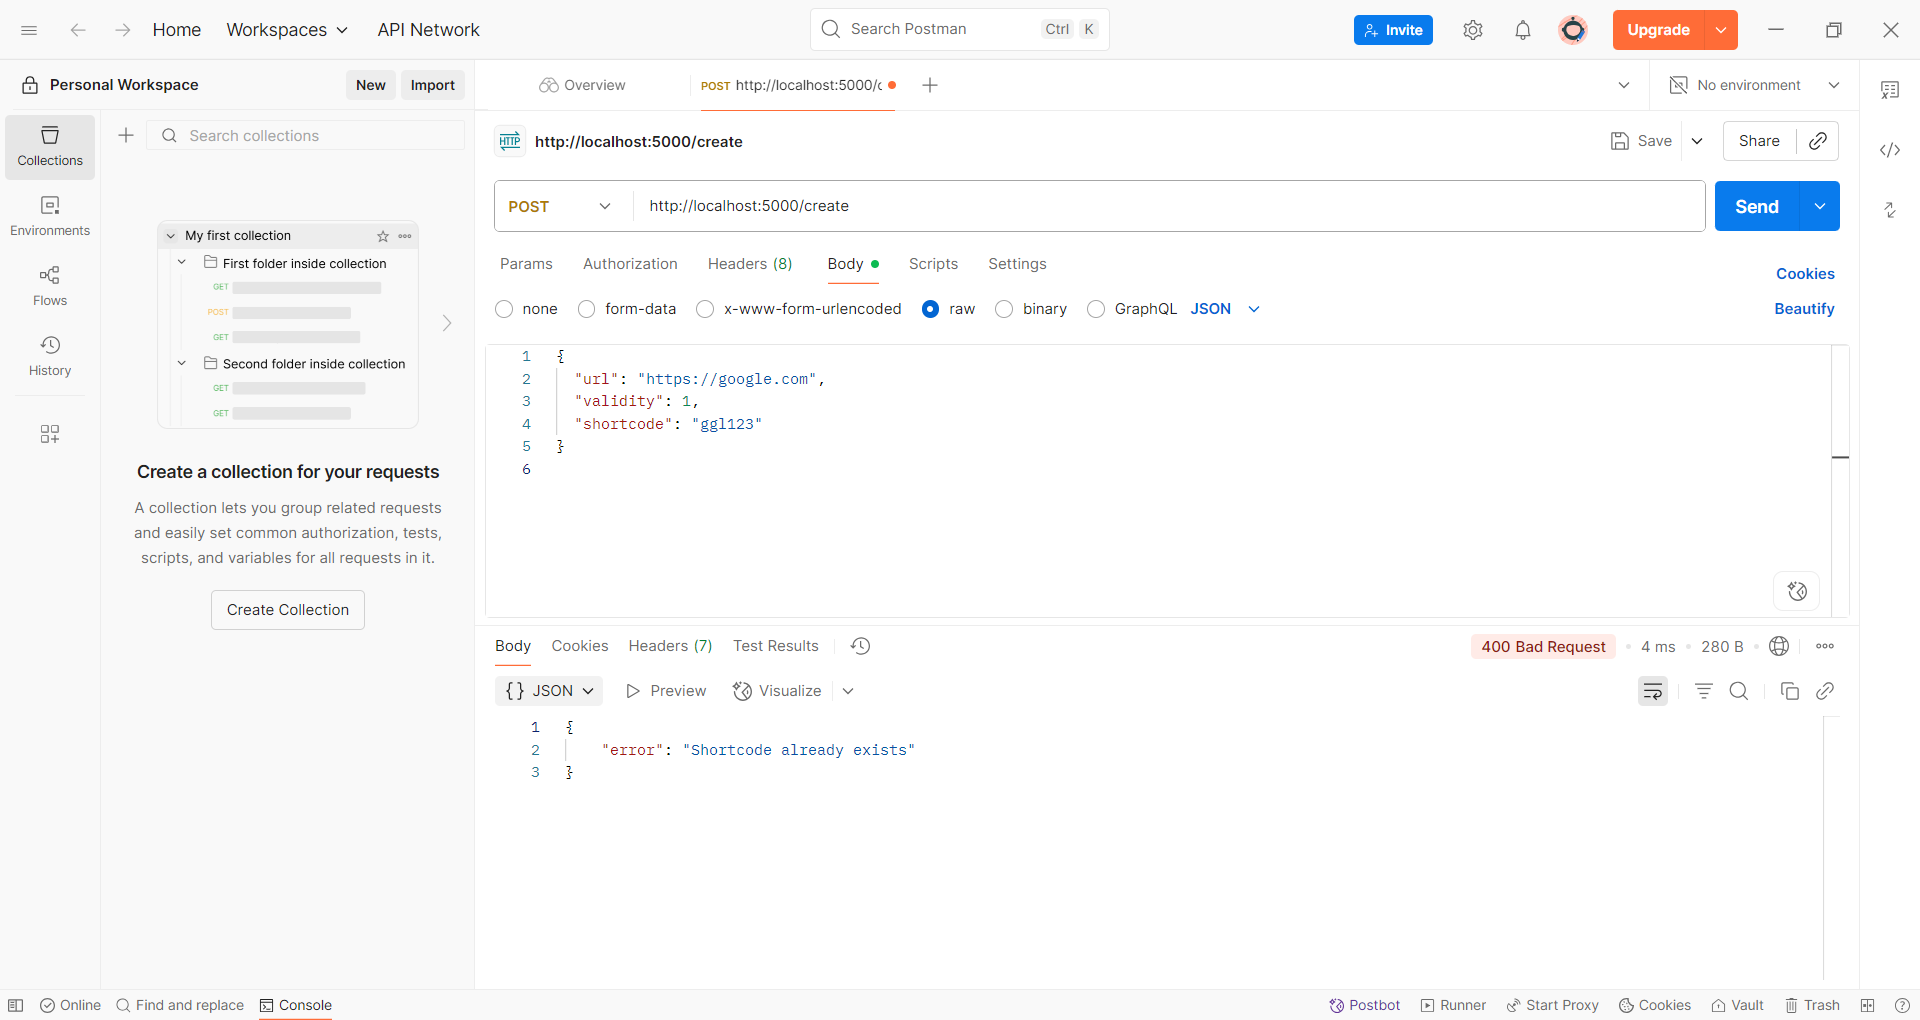 Home Workspaces API Network Search Postman Ctrl K Invite Upgrade
Personal Workspace New Import
Overview POST http://localhost:5000/c No environment
Search collections
http://localhost:5000/create Save Share
Collections
POST http://localhost:5000/create Send
Environments
My first collection
First folder inside collection
GET
POST
GET
Second folder inside collection
GET
GET
Flows
History
Params Authorization Headers (8) Body Scripts Settings Cookies
none form-data x-www-form-urlencoded raw binary GraphQL JSON Beautify
1 {
2 "url": "https://google.com",
3 "validity": 1,
4 "shortcode": "ggl123"
5 }
6
Create a collection for your requests
A collection lets you group related requests
and easily set common authorization, tests,
scripts, and variables for all requests in it.
Create Collection
Body Cookies Headers (7) Test Results 400 Bad Request 4 ms 280 B
{} JSON Preview Visualize
1 {
2 "error": "Shortcode already exists"
3 }
Online Find and replace Console Postbot Runner Start Proxy Cookies Vault Trash